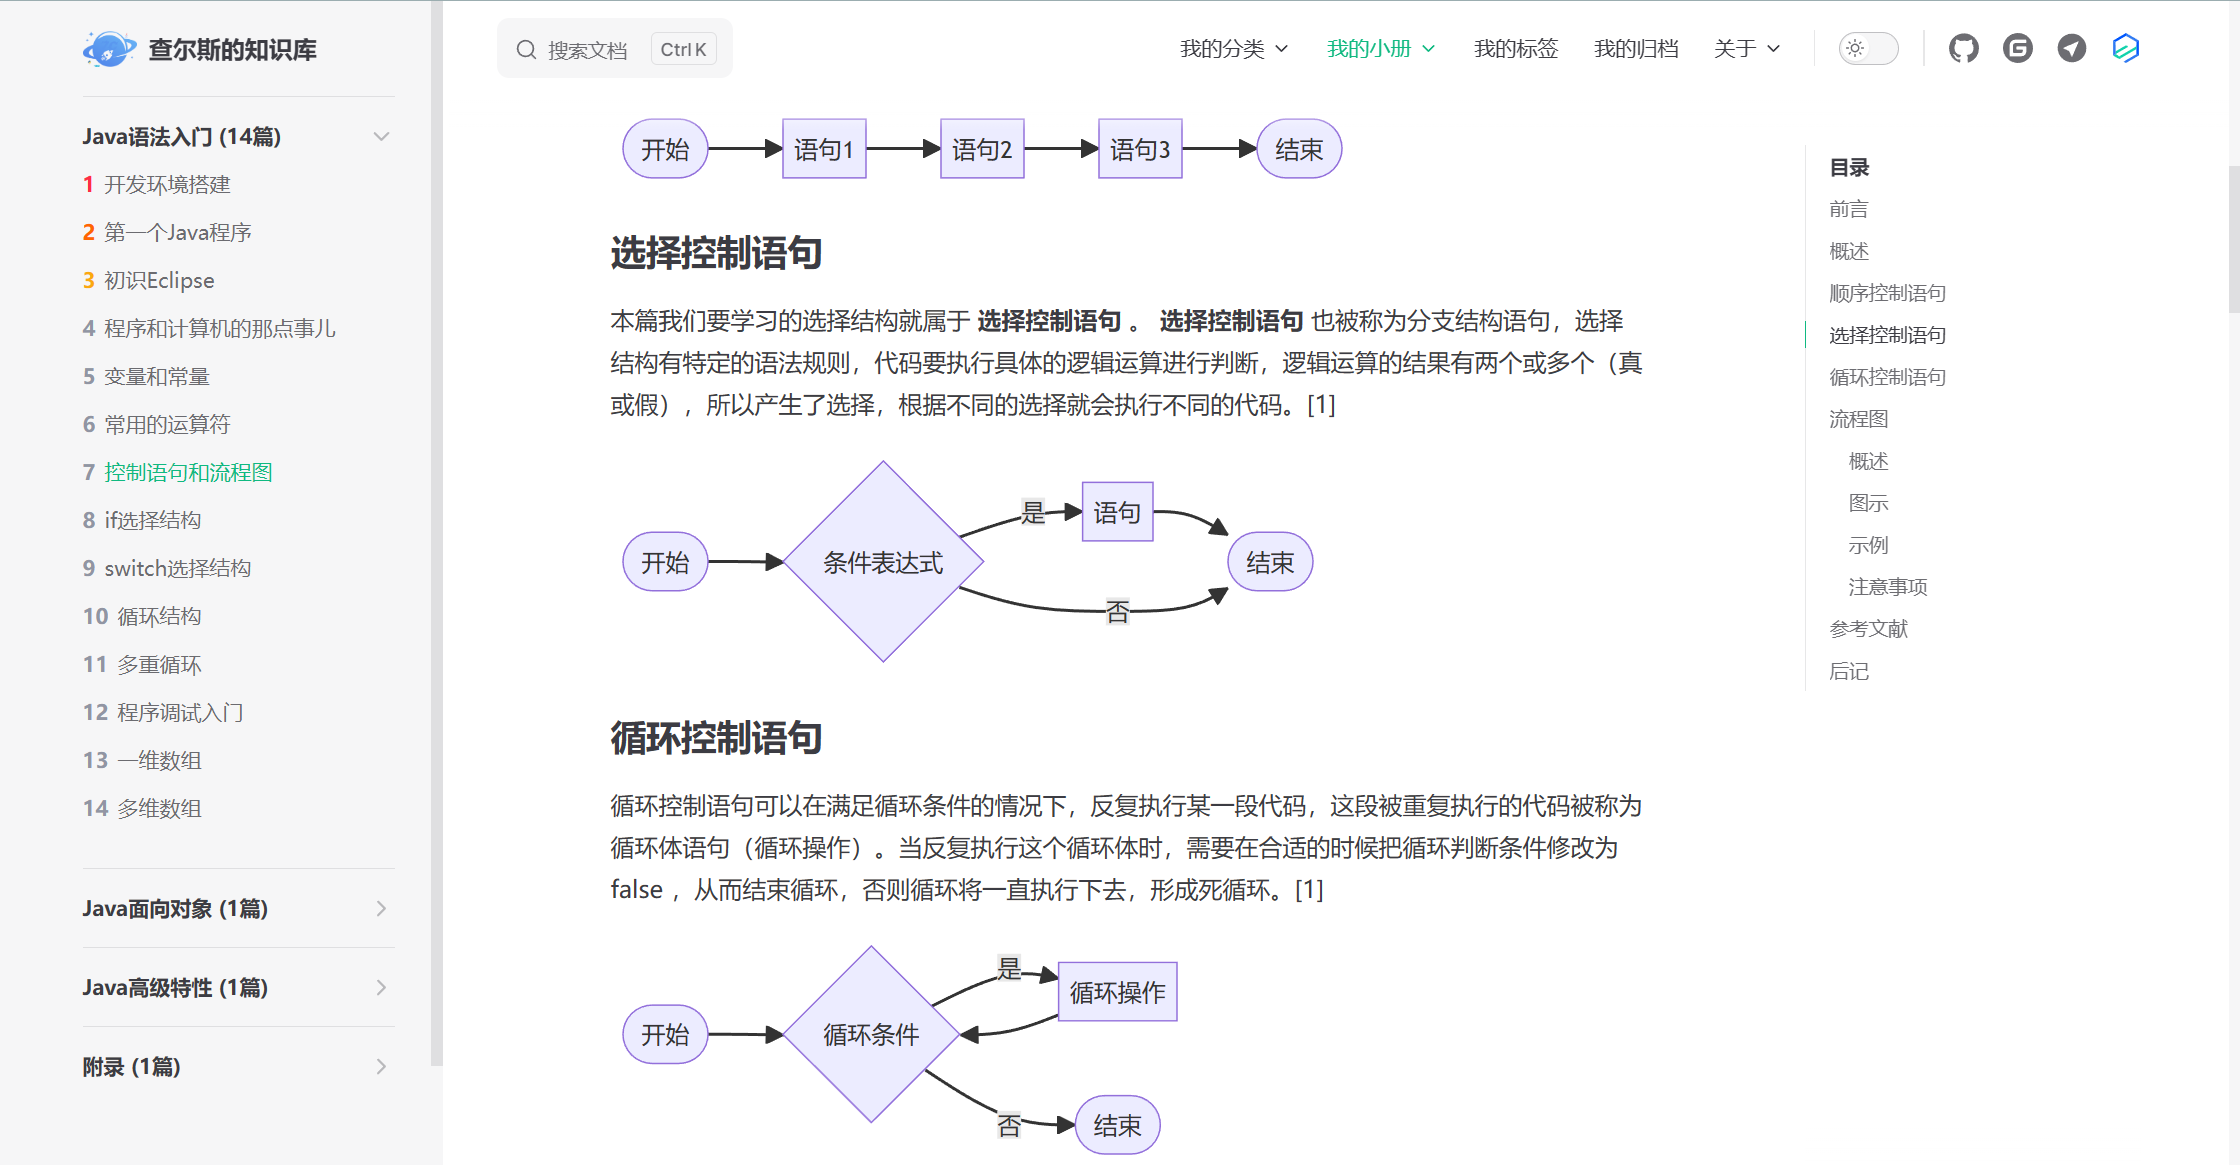 查尔斯的知识库
搜索文档
Ctrl K
我的分类
我的小册
我的标签
我的归档
关于
Java语法入门 (14篇)
1 开发环境搭建
2 第一个Java程序
3 初识Eclipse
4 程序和计算机的那点事儿
5 变量和常量
6 常用的运算符
7 控制语句和流程图
8 if选择结构
9 switch选择结构
10 循环结构
11 多重循环
12 程序调试入门
13 一维数组
14 多维数组
Java面向对象 (1篇)
Java高级特性 (1篇)
附录 (1篇)
开始
语句1
语句2
语句3
结束
选择控制语句
本篇我们要学习的选择结构就属于 选择控制语句 。 选择控制语句 也被称为分支结构语句，选择
结构有特定的语法规则，代码要执行具体的逻辑运算进行判断，逻辑运算的结果有两个或多个（真
或假），所以产生了选择，根据不同的选择就会执行不同的代码。[1]
开始
条件表达式
是
语句
否
结束
循环控制语句
循环控制语句可以在满足循环条件的情况下，反复执行某一段代码，这段被重复执行的代码被称为
循环体语句（循环操作）。当反复执行这个循环体时，需要在合适的时候把循环判断条件修改为
false ，从而结束循环，否则循环将一直执行下去，形成死循环。[1]
开始
循环条件
是
循环操作
否
结束
目录
前言
概述
顺序控制语句
选择控制语句
循环控制语句
流程图
概述
图示
示例
注意事项
参考文献
后记